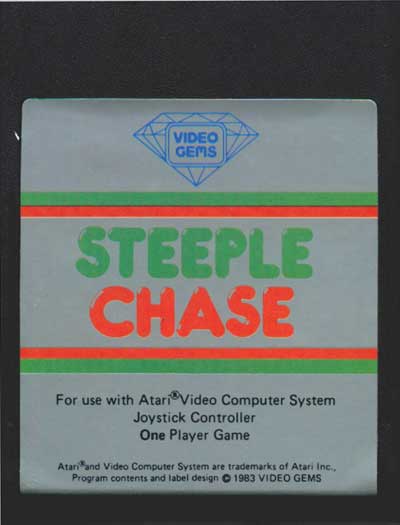 VIDEO
GEMS
STEEPLE
CHASE
For use with Atari®Video Computer System
Joystick Controller
One Player Game
Atari®and Video Computer System are trademarks of Atari Inc.,
Program contents and label design © 1983 VIDEO GEMS